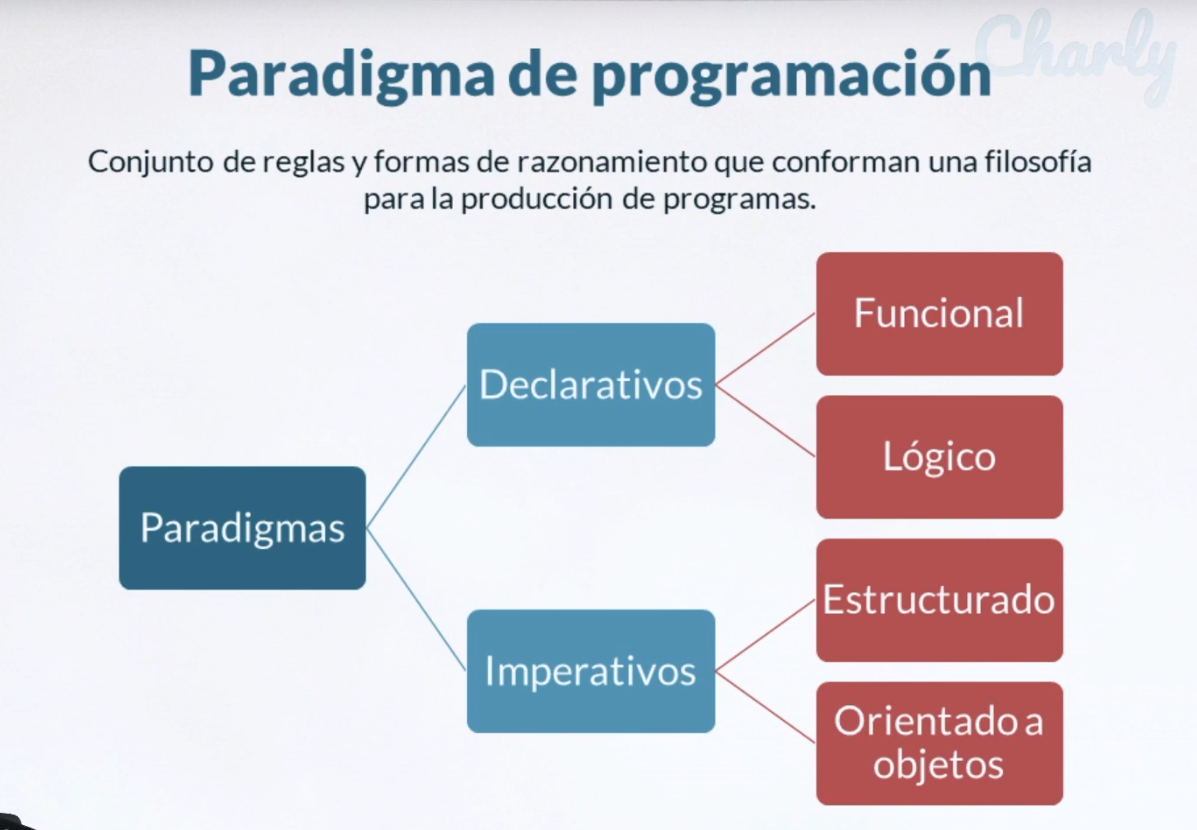 Charly
Paradigma de programación
Conjunto de reglas y formas de razonamiento que conforman una filosofía
para la producción de programas.
Paradigmas
Declarativos
Imperativos
Funcional
Lógico
Estructurado
Orientado a
objetos